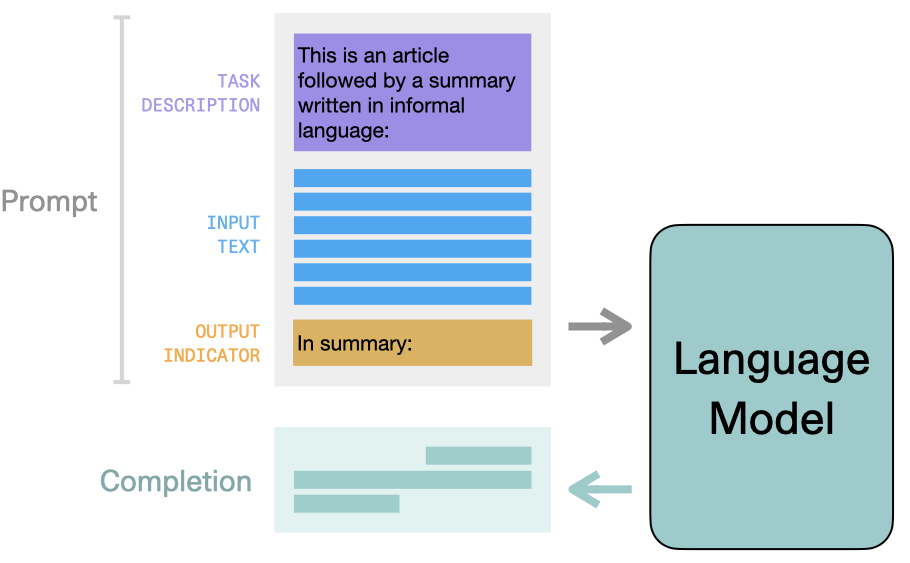 TASK
DESCRIPTION
This is an article
followed by a summary
written in informal
language:
Prompt
INPUT
TEXT
OUTPUT
INDICATOR
In summary:
Language
Model
Completion